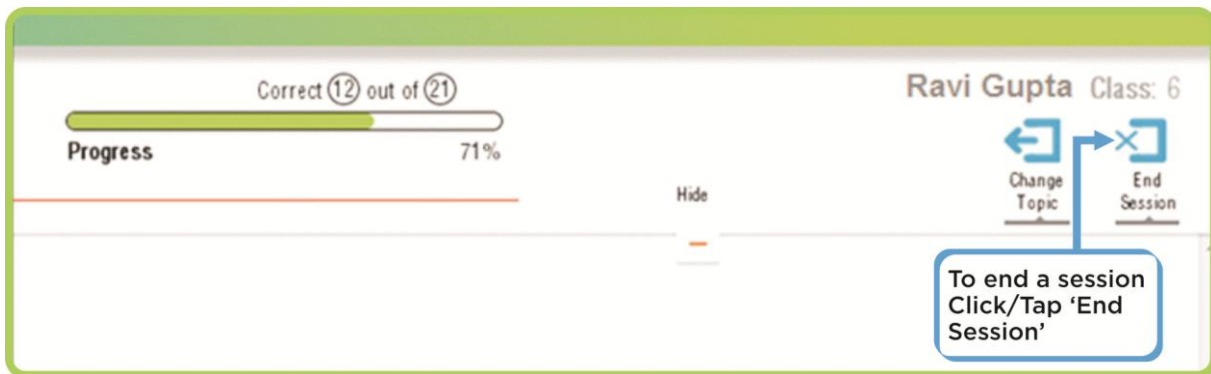 Correct 12 out of 21
Ravi Gupta Class: 6
Progress 71%
Hide
Change
Topic
End
Session
To end a session
Click/Tap ‘End
Session’